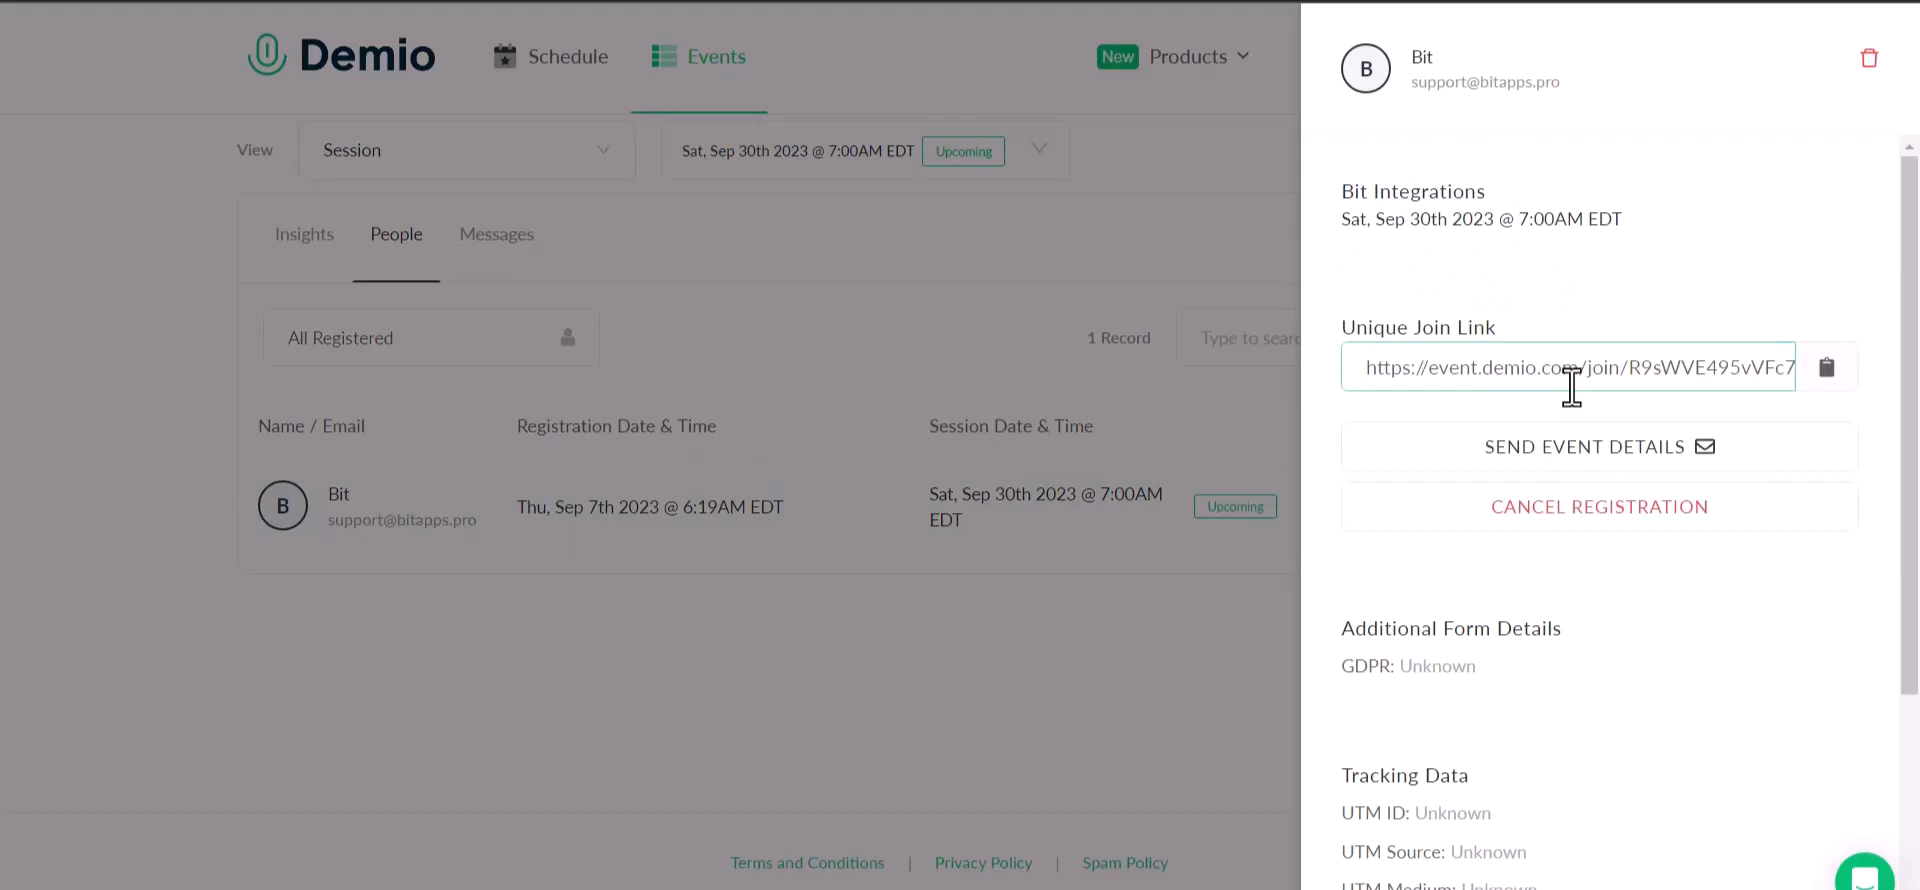 Demio
Schedule
Events
New Products
View
Session
Sat, Sep 30th 2023 @ 7:00AM EDT Upcoming
Insights
People
Messages
All Registered
1 Record
Type to searc
Name / Email
Registration Date & Time
Session Date & Time
B
Bit
support@bitapps.pro
Thu, Sep 7th 2023 @ 6:19AM EDT
Sat, Sep 30th 2023 @ 7:00AM
EDT
Upcoming
Terms and Conditions | Privacy Policy | Spam Policy
B
Bit
support@bitapps.pro
Bit Integrations
Sat, Sep 30th 2023 @ 7:00AM EDT
Unique Join Link
https://event.demio.com/join/R9sWVE495vVFc7
SEND EVENT DETAILS
CANCEL REGISTRATION
Additional Form Details
GDPR: Unknown
Tracking Data
UTM ID: Unknown
UTM Source: Unknown
UTM Medium: Unknown